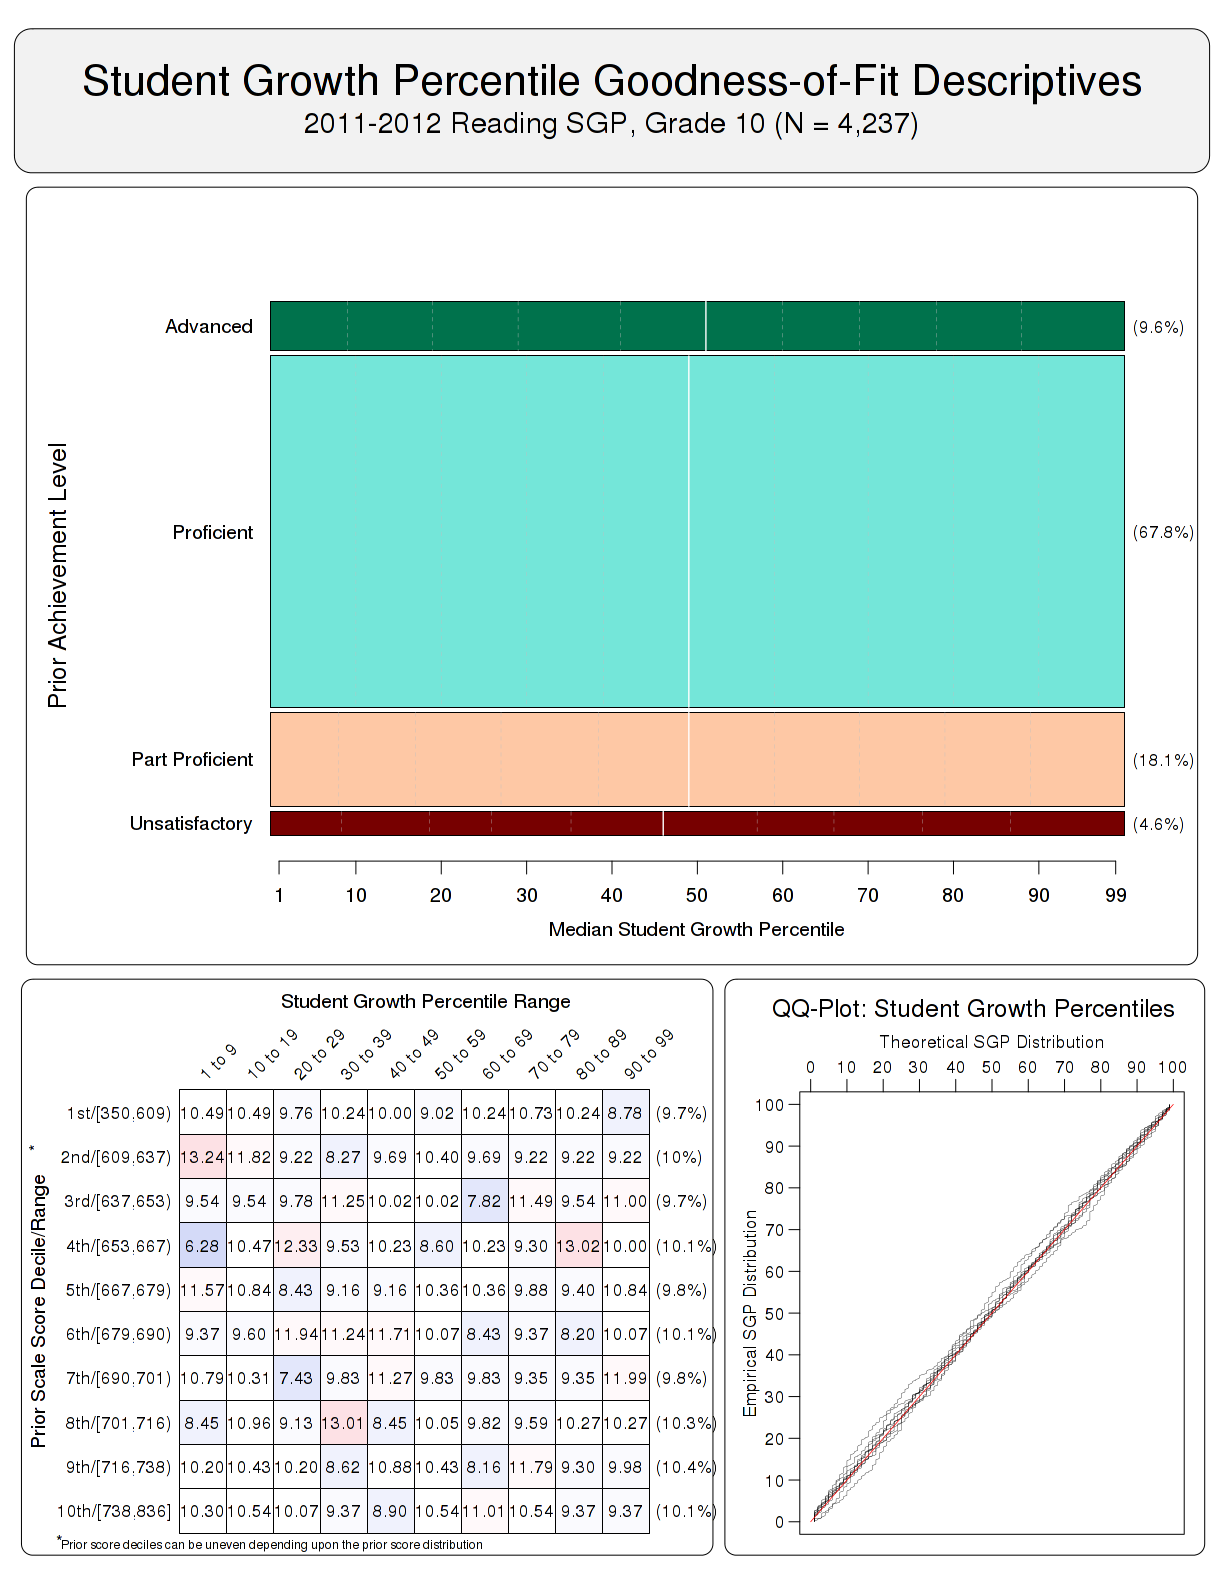 Student Growth Percentile Goodness-of-Fit Descriptives
2011-2012 Reading SGP, Grade 10 (N = 4,237)
Prior Achievement Level
Advanced (9.6%)
Proficient (67.8%)
Part Proficient (18.1%)
Unsatisfactory (4.6%)
1 10 20 30 40 50 60 70 80 90 99
Median Student Growth Percentile
Student Growth Percentile Range
1 to 9 10 to 19 20 to 29 30 to 39 40 to 49 50 to 59 60 to 69 70 to 79 80 to 89 90 to 99
Prior Scale Score Decile/Range *
1st/[350,609) 10.49 10.49 9.76 10.24 10.00 9.02 10.24 10.73 10.24 8.78 (9.7%)
2nd/[609,637) 13.24 11.82 9.22 8.27 9.69 10.40 9.69 9.22 9.22 9.22 (10%)
3rd/[637,653) 9.54 9.54 9.78 11.25 10.02 10.02 7.82 11.49 9.54 11.00 (9.7%)
4th/[653,667) 6.28 10.47 12.33 9.53 10.23 8.60 10.23 9.30 13.02 10.00 (10.1%)
5th/[667,679) 11.57 10.84 8.43 9.16 9.16 10.36 10.36 9.88 9.40 10.84 (9.8%)
6th/[679,690) 9.37 9.60 11.94 11.24 11.71 10.07 8.43 9.37 8.20 10.07 (10.1%)
7th/[690,701) 10.79 10.31 7.43 9.83 11.27 9.83 9.83 9.35 9.35 11.99 (9.8%)
8th/[701,716) 8.45 10.96 9.13 13.01 8.45 10.05 9.82 9.59 10.27 10.27 (10.3%)
9th/[716,738) 10.20 10.43 10.20 8.62 10.88 10.43 8.16 11.79 9.30 9.98 (10.4%)
10th/[738,836] 10.30 10.54 10.07 9.37 8.90 10.54 11.01 10.54 9.37 9.37 (10.1%)
*Prior score deciles can be uneven depending upon the prior score distribution
QQ-Plot: Student Growth Percentiles
Theoretical SGP Distribution
0 10 20 30 40 50 60 70 80 90 100
Empirical SGP Distribution
100
90
80
70
60
50
40
30
20
10
0